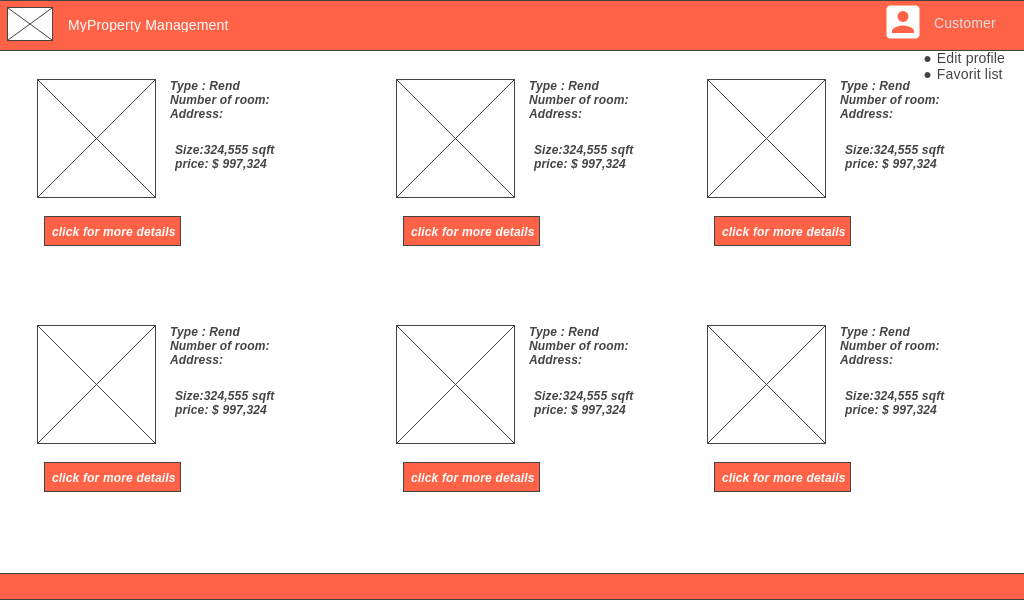 MyProperty Management
Customer
● Edit profile
● Favorit list
Type : Rend
Number of room:
Address:
Size:324,555 sqft
price: $ 997,324
click for more details
Type : Rend
Number of room:
Address:
Size:324,555 sqft
price: $ 997,324
click for more details
Type : Rend
Number of room:
Address:
Size:324,555 sqft
price: $ 997,324
click for more details
Type : Rend
Number of room:
Address:
Size:324,555 sqft
price: $ 997,324
click for more details
Type : Rend
Number of room:
Address:
Size:324,555 sqft
price: $ 997,324
click for more details
Type : Rend
Number of room:
Address:
Size:324,555 sqft
price: $ 997,324
click for more details